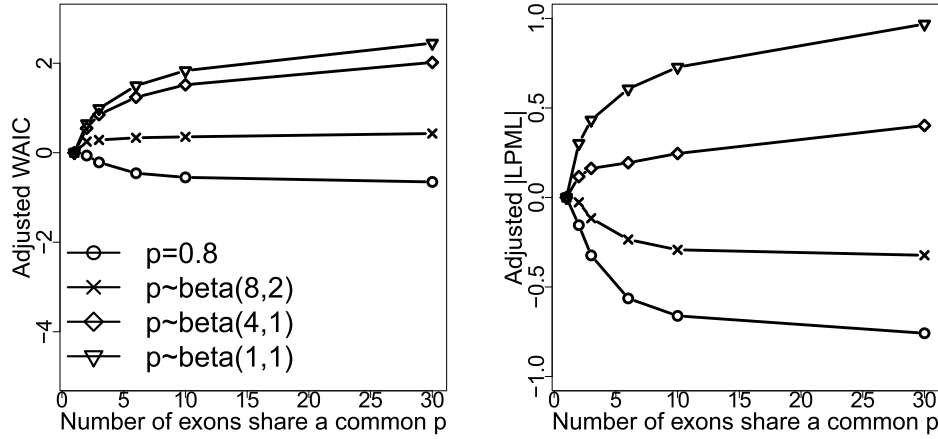 Adjusted WAIC
2
0
−2
−4
p=0.8
p~beta(8,2)
p~beta(4,1)
p~beta(1,1)
0 5 10 15 20 25 30
Number of exons share a common p
Adjusted |LPML|
1.0
0.5
0.0
−0.5
−1.0
0 5 10 15 20 25 30
Number of exons share a common p